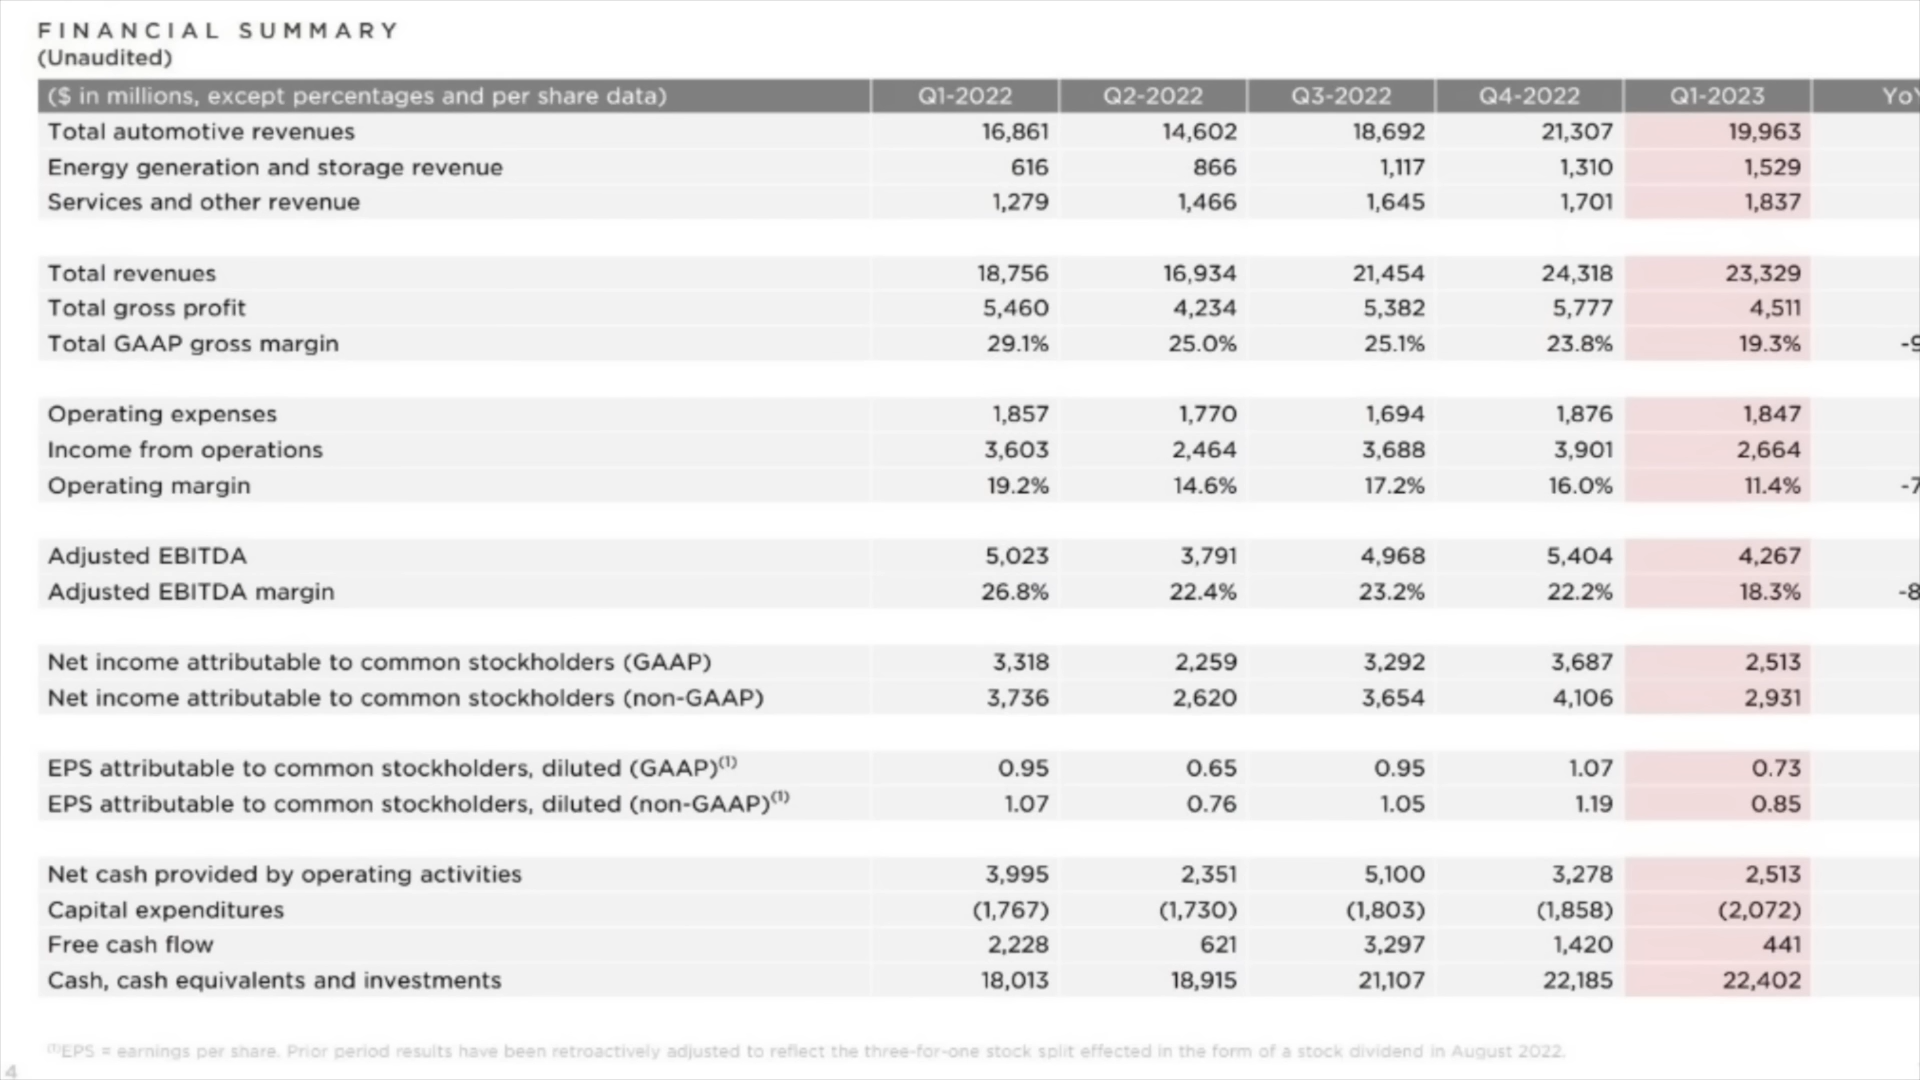 FINANCIAL SUMMARY
(Unaudited)
($ in millions, except percentages and per share data) Q1-2022 Q2-2022 Q3-2022 Q4-2022 Q1-2023
Total automotive revenues 16,861 14,602 18,692 21,307 19,963
Energy generation and storage revenue 616 866 1,117 1,310 1,529
Services and other revenue 1,279 1,466 1,645 1,701 1,837
Total revenues 18,756 16,934 21,454 24,318 23,329
Total gross profit 5,460 4,234 5,382 5,777 4,511
Total GAAP gross margin 29.1% 25.0% 25.1% 23.8% 19.3%
Operating expenses 1,857 1,770 1,694 1,876 1,847
Income from operations 3,603 2,464 3,688 3,901 2,664
Operating margin 19.2% 14.6% 17.2% 16.0% 11.4%
Adjusted EBITDA 5,023 3,791 4,968 5,404 4,267
Adjusted EBITDA margin 26.8% 22.4% 23.2% 22.2% 18.3%
Net income attributable to common stockholders (GAAP) 3,318 2,259 3,292 3,687 2,513
Net income attributable to common stockholders (non-GAAP) 3,736 2,620 3,654 4,106 2,931
EPS attributable to common stockholders, diluted (GAAP)(1) 0.95 0.65 0.95 1.07 0.73
EPS attributable to common stockholders, diluted (non-GAAP)(1) 1.07 0.76 1.05 1.19 0.85
Net cash provided by operating activities 3,995 2,351 5,100 3,278 2,513
Capital expenditures (1,767) (1,730) (1,803) (1,858) (2,072)
Free cash flow 2,228 621 3,297 1,420 441
Cash, cash equivalents and investments 18,013 18,915 21,107 22,185 22,402
(1)EPS = earnings per share. Prior period results have been retroactively adjusted to reflect the three-for-one stock split effected in the form of a stock dividend in August 2022.
4